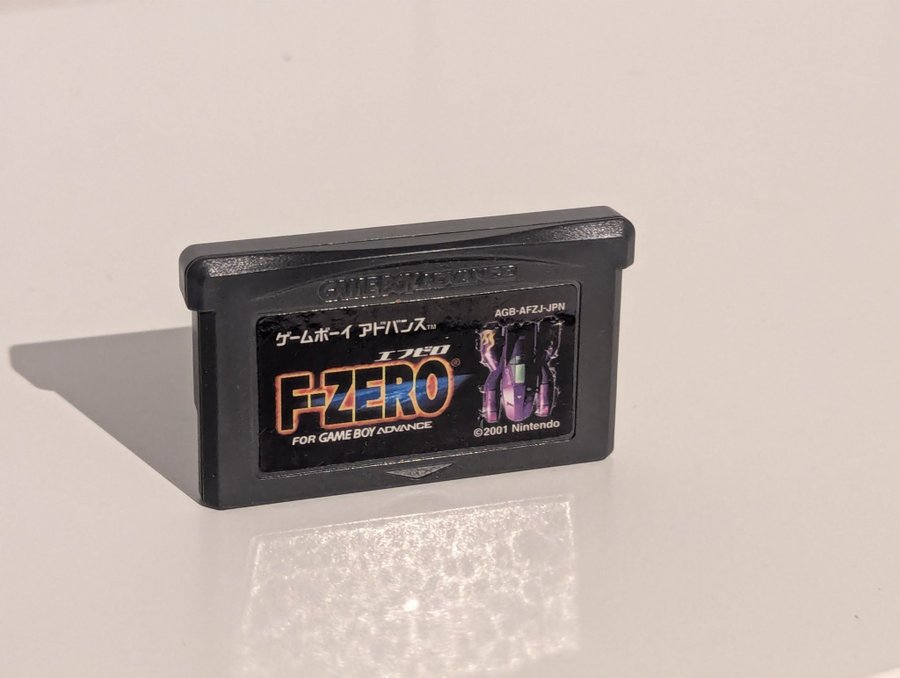 GAME BOY ADVANCE
AGB-AFZJ-JPN
ゲームボーイ アドバンス™
エフゼロ
F-ZERO®
FOR GAME BOY ADVANCE
©2001 Nintendo